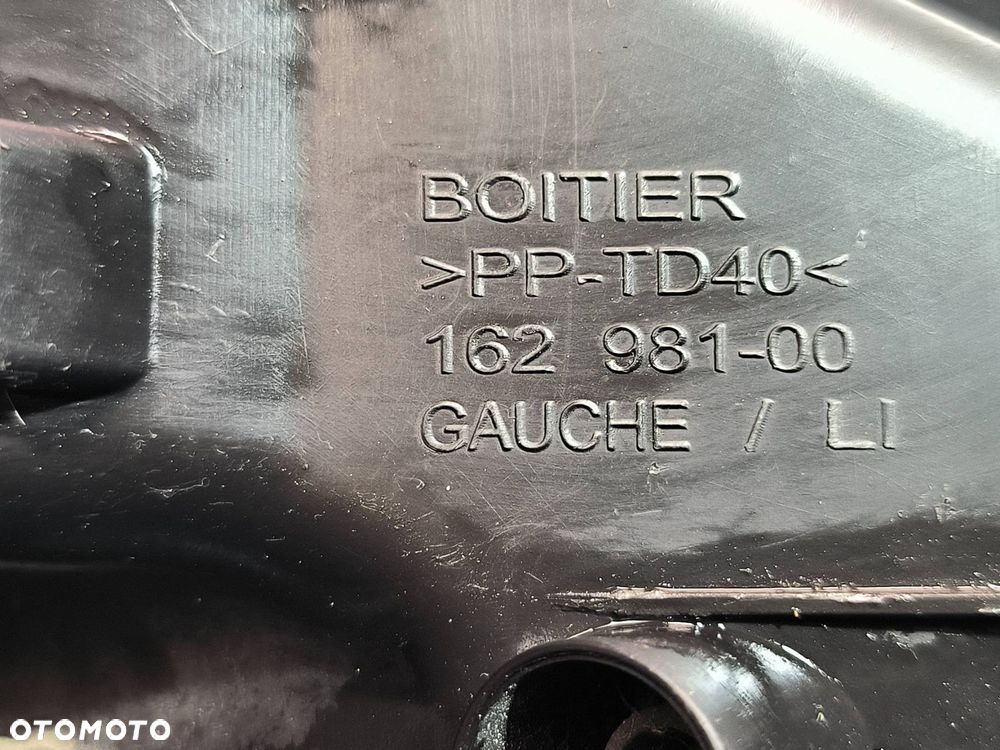 BOITIER
>PP-TD40<
162 981-00
GAUCHE / LI
OTOMOTO